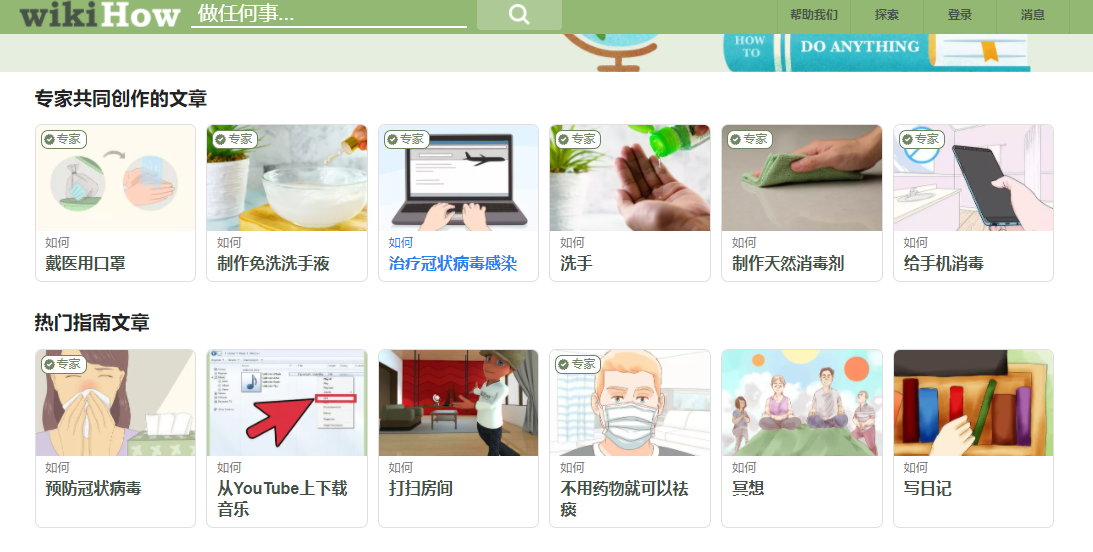 wikiHow
做任何事...
帮助我们
探索
登录
消息
HOW
TO
DO ANYTHING
专家共同创作的文章
专家
如何
戴医用口罩
专家
如何
制作免洗洗手液
专家
如何
治疗冠状病毒感染
专家
如何
洗手
专家
如何
制作天然消毒剂
专家
如何
给手机消毒
热门指南文章
专家
如何
预防冠状病毒
如何
从YouTube上下载
音乐
如何
打扫房间
专家
如何
不用药物就可以祛
痰
如何
冥想
如何
写日记